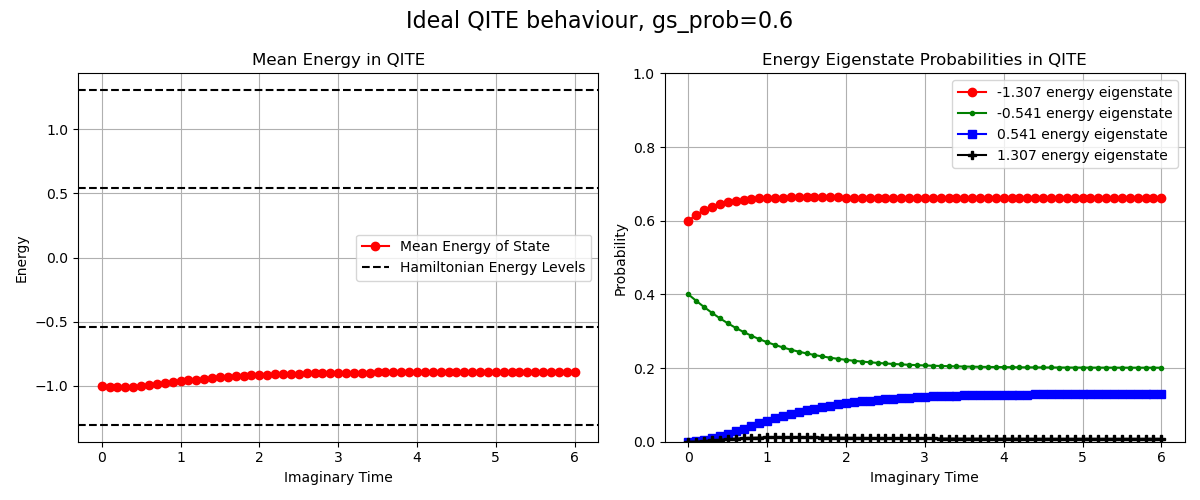 Ideal QITE behaviour, gs_prob=0.6
Mean Energy in QITE
Energy
1.0
0.5
0.0
−0.5
−1.0
Mean Energy of State
Hamiltonian Energy Levels
0 1 2 3 4 5 6
Imaginary Time
Energy Eigenstate Probabilities in QITE
Probability
1.0
0.8
0.6
0.4
0.2
0.0
-1.307 energy eigenstate
-0.541 energy eigenstate
0.541 energy eigenstate
1.307 energy eigenstate
0 1 2 3 4 5 6
Imaginary Time